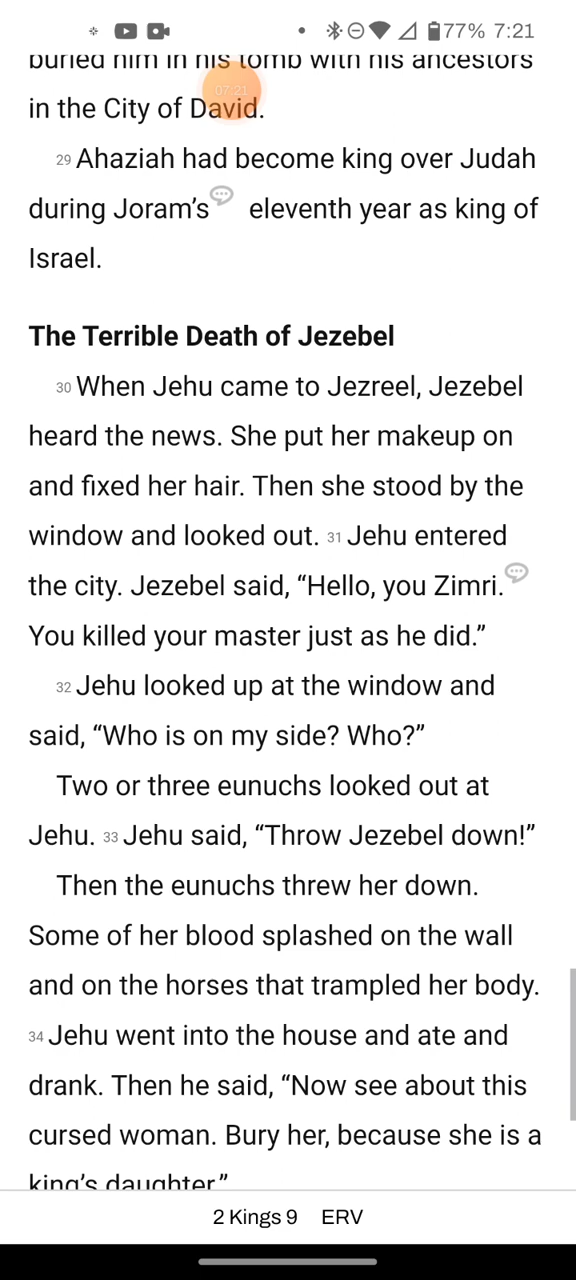 77% 7:21
buried him in his tomb with his ancestors
07:21
in the City of David.
29 Ahaziah had become king over Judah
during Joram’s eleventh year as king of
Israel.
The Terrible Death of Jezebel
30 When Jehu came to Jezreel, Jezebel
heard the news. She put her makeup on
and fixed her hair. Then she stood by the
window and looked out. 31 Jehu entered
the city. Jezebel said, “Hello, you Zimri.
You killed your master just as he did.”
32 Jehu looked up at the window and
said, “Who is on my side? Who?”
Two or three eunuchs looked out at
Jehu. 33 Jehu said, “Throw Jezebel down!”
Then the eunuchs threw her down.
Some of her blood splashed on the wall
and on the horses that trampled her body.
34 Jehu went into the house and ate and
drank. Then he said, “Now see about this
cursed woman. Bury her, because she is a
king’s daughter.”
2 Kings 9 ERV